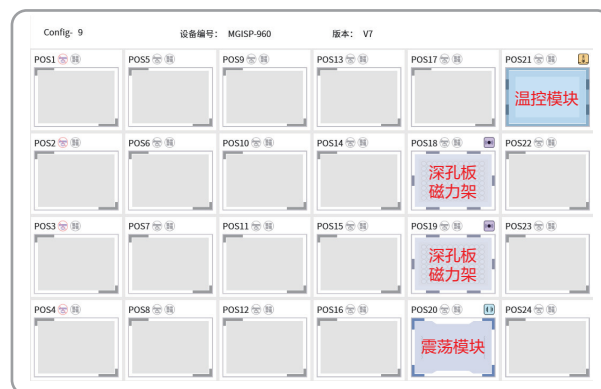 Config- 9 设备编号： MGISP-960 版本： V7
POS1 POS5 POS9 POS13 POS17 POS21
温控模块
POS2 POS6 POS10 POS14 POS18 POS22
深孔板
磁力架
POS3 POS7 POS11 POS15 POS19 POS23
深孔板
磁力架
POS4 POS8 POS12 POS16 POS20 POS24
震荡模块